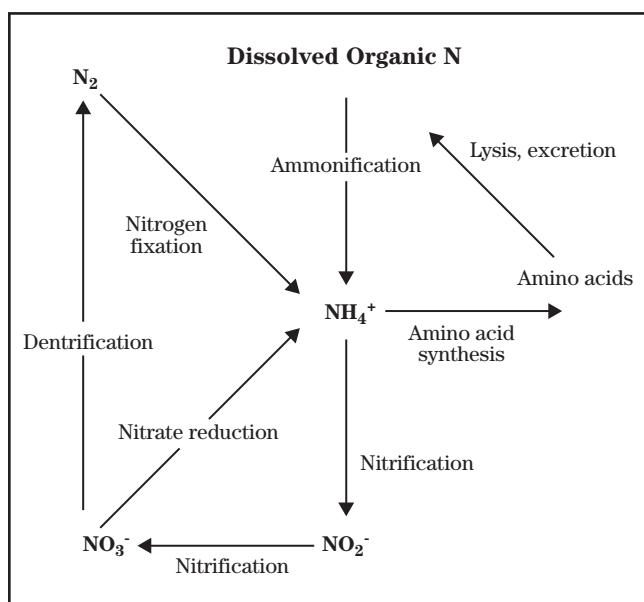 Dissolved Organic N
N₂
Lysis, excretion
Ammonification
Nitrogen
fixation
Amino acids
NH₄⁺
Amino acid
synthesis
Dentrification
Nitrate reduction
Nitrification
NO₃⁻
NO₂⁻
Nitrification